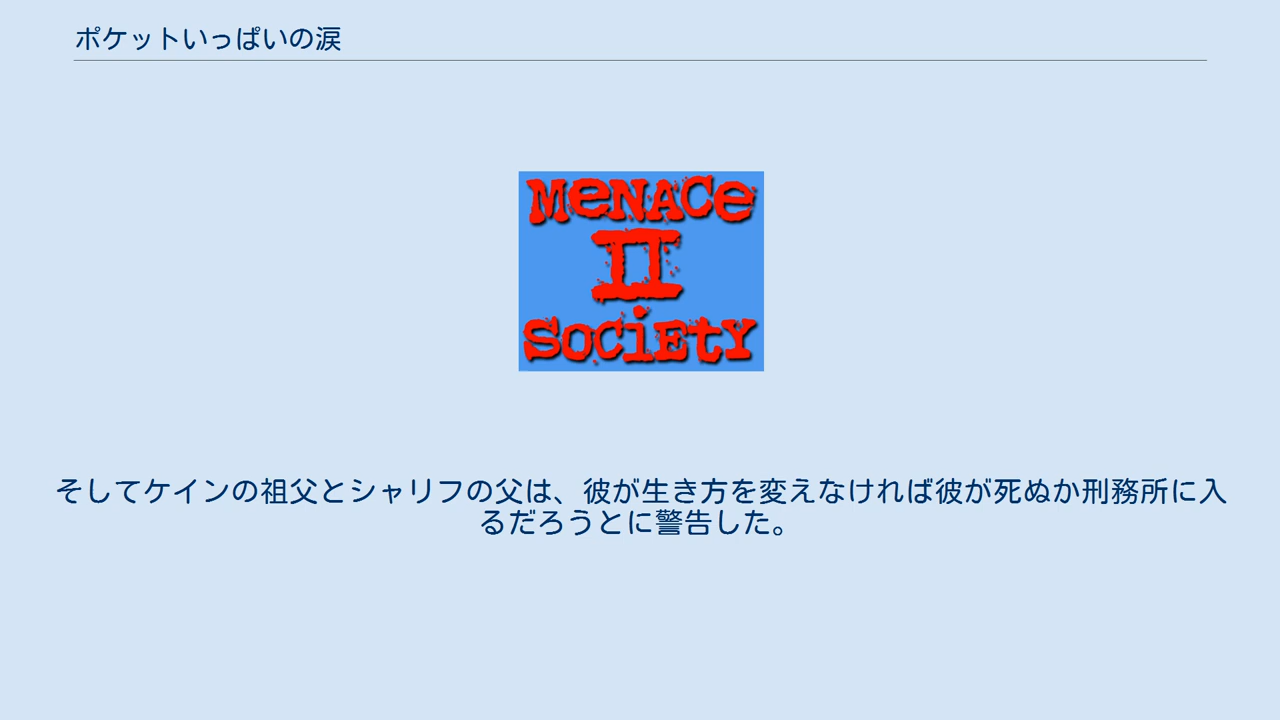 ポケットいっぱいの涙
MENACE
II
SOCiETY
そしてケインの祖父とシャリフの父は、彼が生き方を変えなければ彼が死ぬか刑務所に入
るだろうとに警告した。